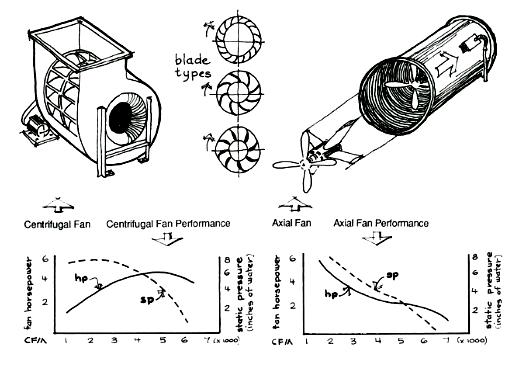 blade
types
Centrifugal Fan
Centrifugal Fan Performance
Axial Fan
Axial Fan Performance
fan horsepower
6
4
2
hp
sp
8
6
4
2
static pressure
(inches of water)
CF/M 1 2 3 4 5 6 7 (x 1000)
fan horsepower
6
4
2
sp
hp
8
6
4
2
static pressure
(inches of water)
CF/M 1 2 3 4 5 6 7 (x 1000)